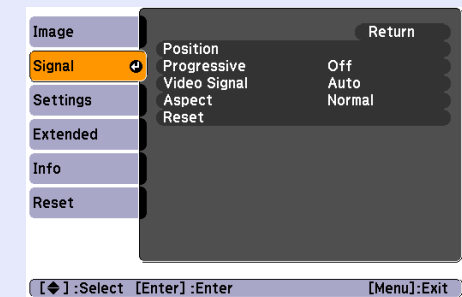 Image
Signal
Settings
Extended
Info
Reset
Return
Position
Progressive Off
Video Signal Auto
Aspect Normal
Reset
[◆] :Select [Enter] :Enter [Menu]:Exit